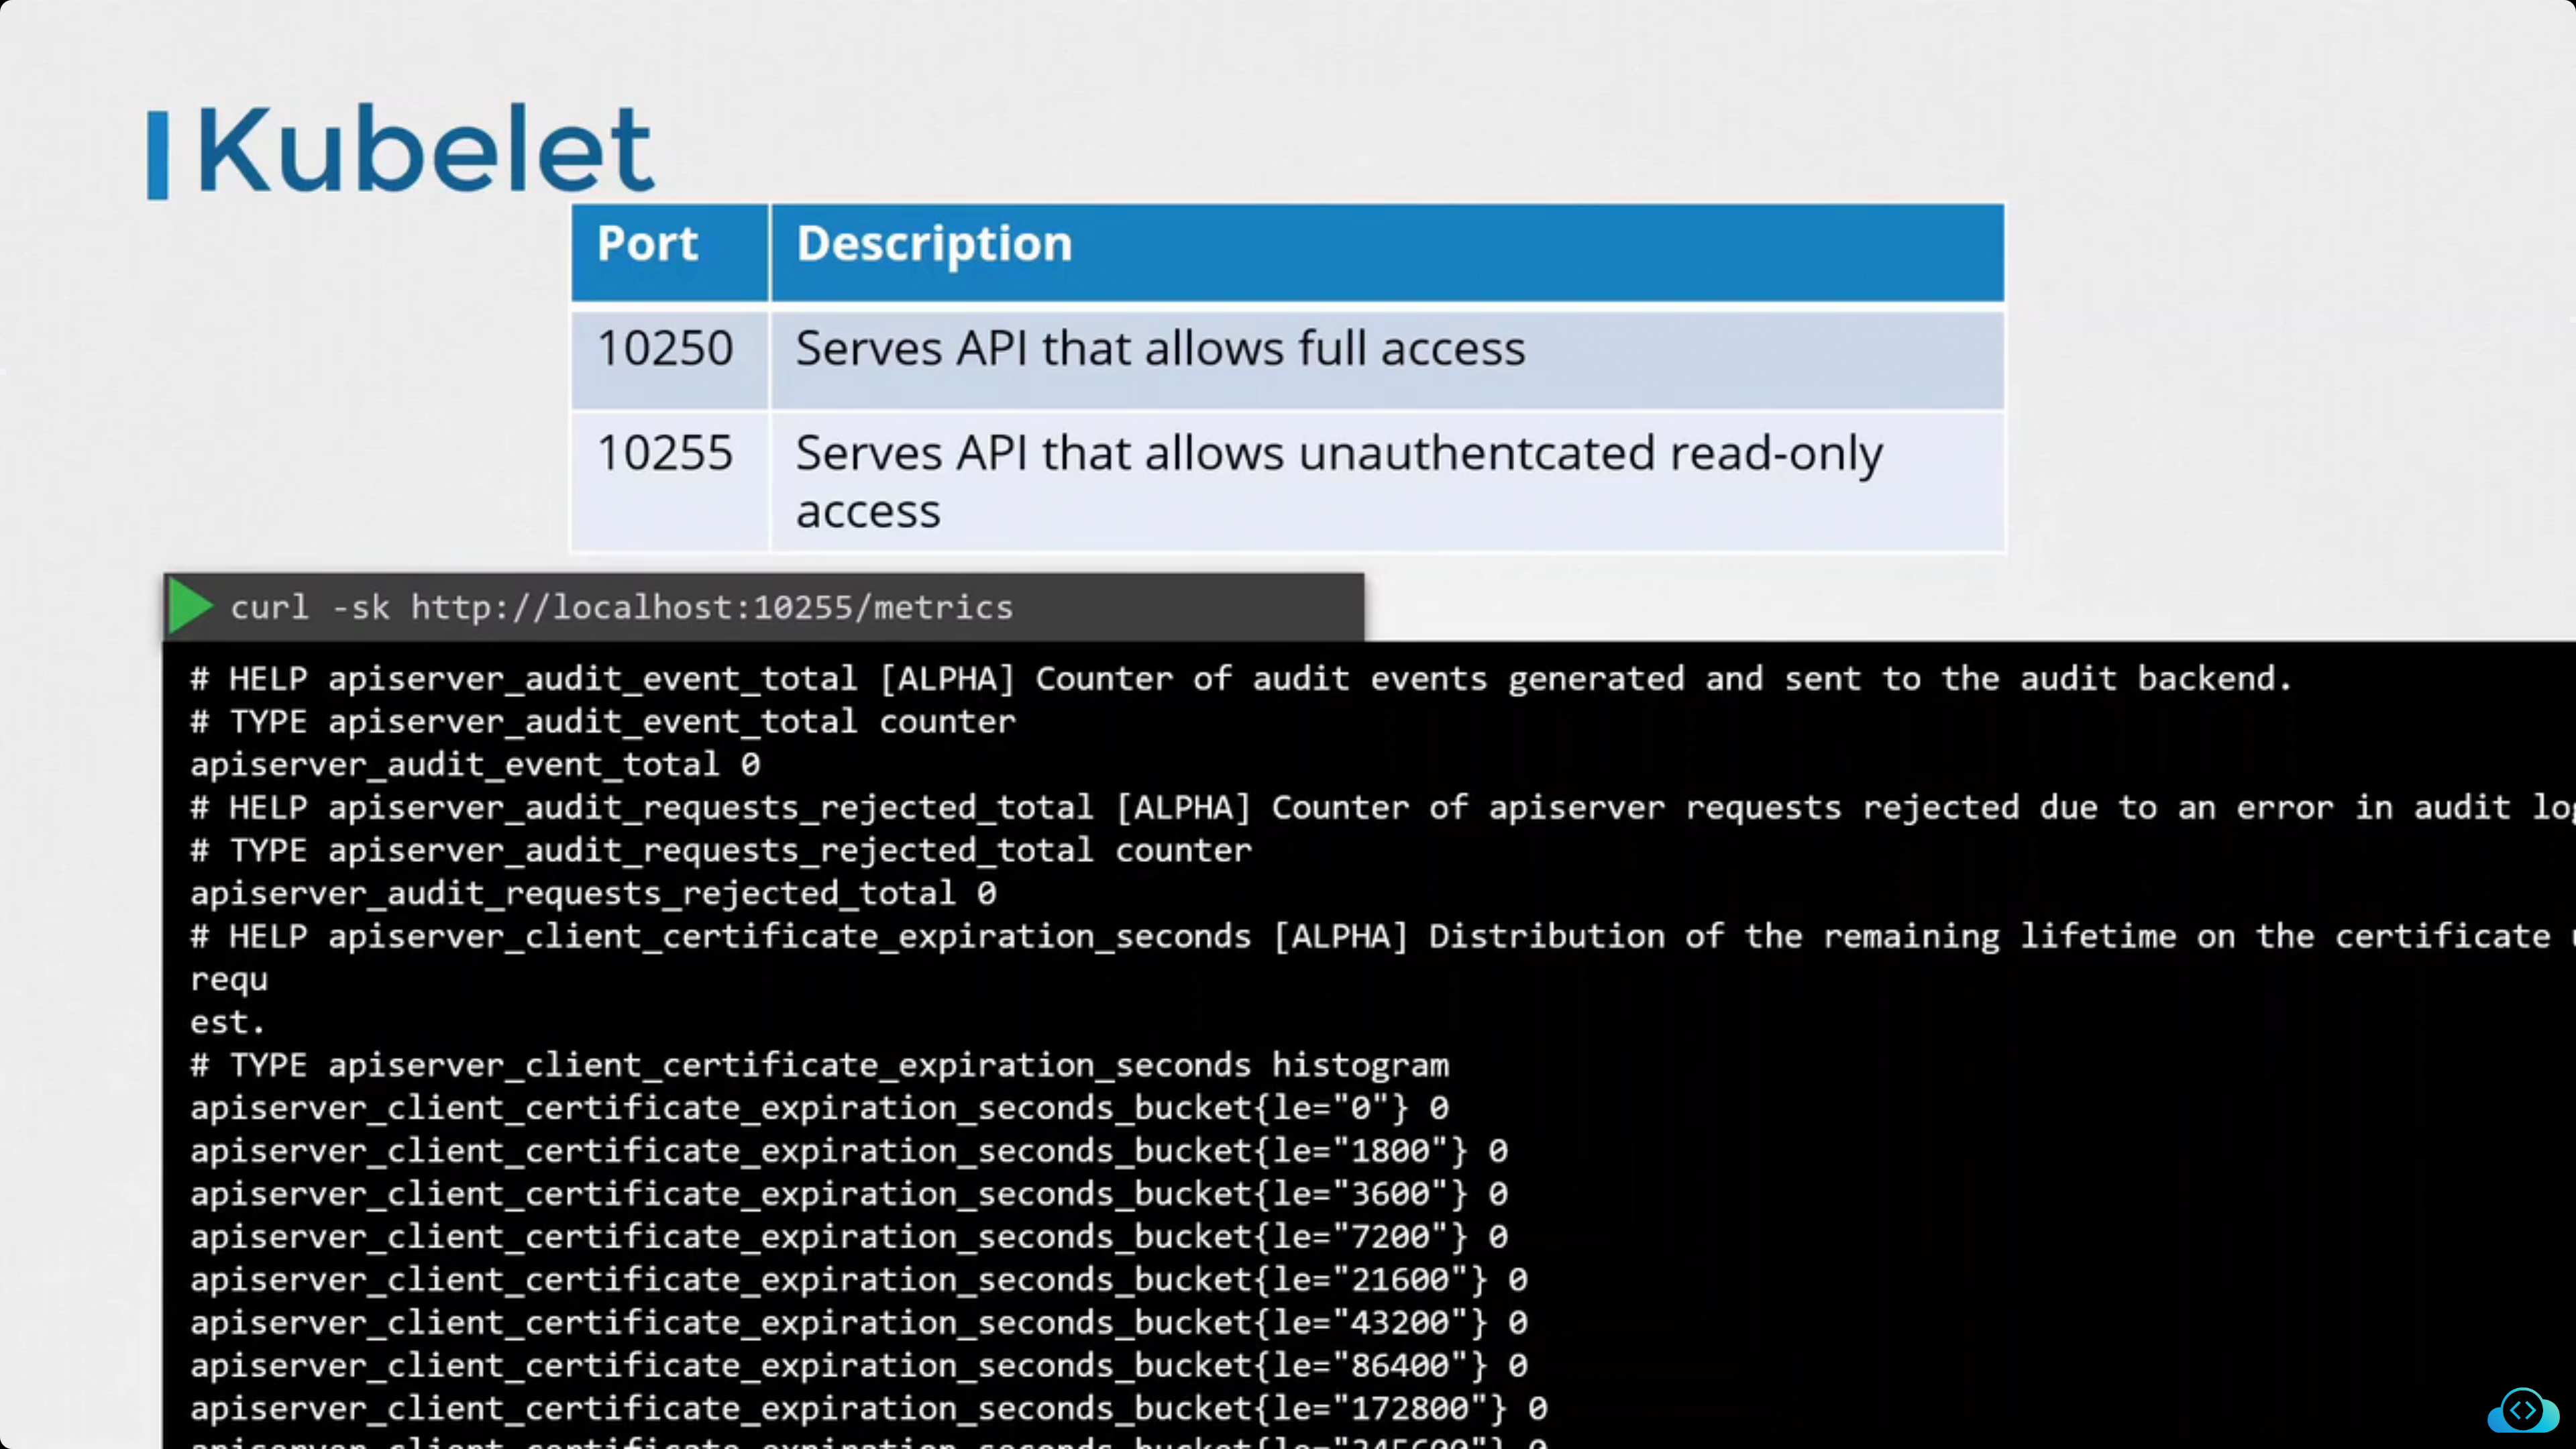 Kubelet
Port Description
10250 Serves API that allows full access
10255 Serves API that allows unauthentcated read-only
access
curl -sk http://localhost:10255/metrics
# HELP apiserver_audit_event_total [ALPHA] Counter of audit events generated and sent to the audit backend.
# TYPE apiserver_audit_event_total counter
apiserver_audit_event_total 0
# HELP apiserver_audit_requests_rejected_total [ALPHA] Counter of apiserver requests rejected due to an error in audit log
# TYPE apiserver_audit_requests_rejected_total counter
apiserver_audit_requests_rejected_total 0
# HELP apiserver_client_certificate_expiration_seconds [ALPHA] Distribution of the remaining lifetime on the certificate
requ
est.
# TYPE apiserver_client_certificate_expiration_seconds histogram
apiserver_client_certificate_expiration_seconds_bucket{le="0"} 0
apiserver_client_certificate_expiration_seconds_bucket{le="1800"} 0
apiserver_client_certificate_expiration_seconds_bucket{le="3600"} 0
apiserver_client_certificate_expiration_seconds_bucket{le="7200"} 0
apiserver_client_certificate_expiration_seconds_bucket{le="21600"} 0
apiserver_client_certificate_expiration_seconds_bucket{le="43200"} 0
apiserver_client_certificate_expiration_seconds_bucket{le="86400"} 0
apiserver_client_certificate_expiration_seconds_bucket{le="172800"} 0